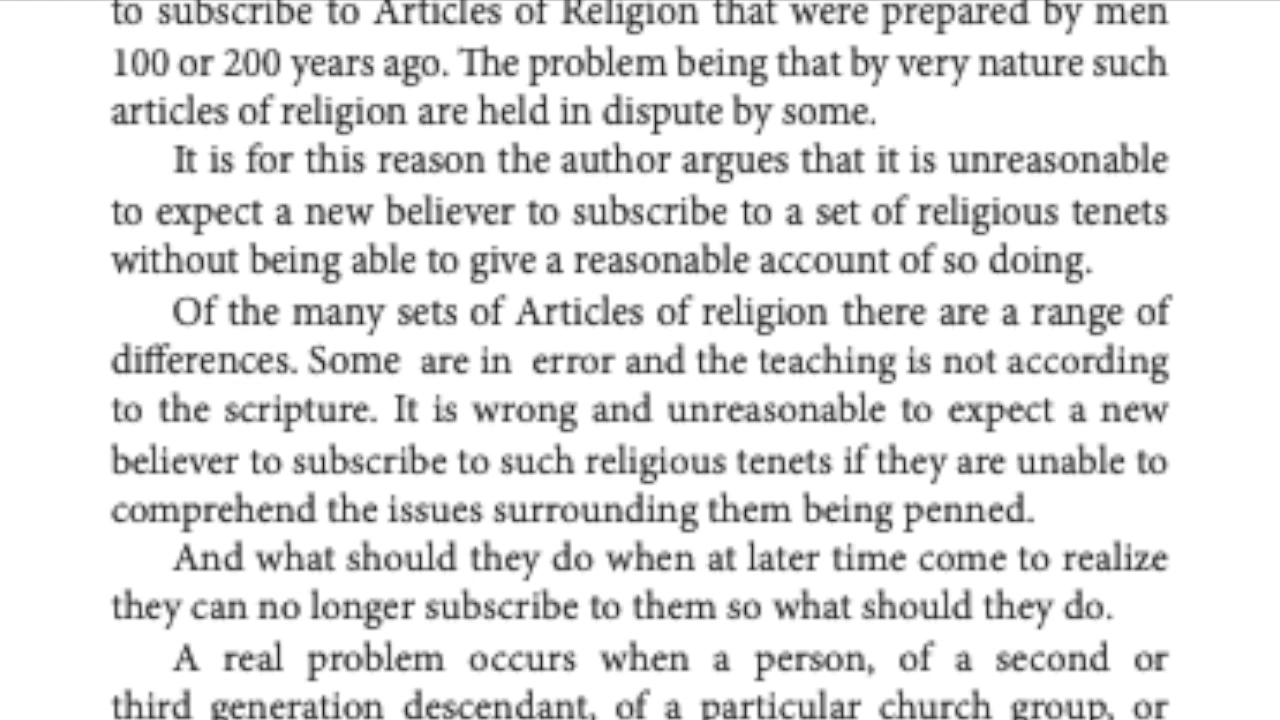 to subscribe to Articles of Religion that were prepared by men
100 or 200 years ago. The problem being that by very nature such
articles of religion are held in dispute by some.
It is for this reason the author argues that it is unreasonable
to expect a new believer to subscribe to a set of religious tenets
without being able to give a reasonable account of so doing.
Of the many sets of Articles of religion there are a range of
differences. Some are in error and the teaching is not according
to the scripture. It is wrong and unreasonable to expect a new
believer to subscribe to such religious tenets if they are unable to
comprehend the issues surrounding them being penned.
And what should they do when at later time come to realize
they can no longer subscribe to them so what should they do.
A real problem occurs when a person, of a second or
third generation descendant, of a particular church group, or